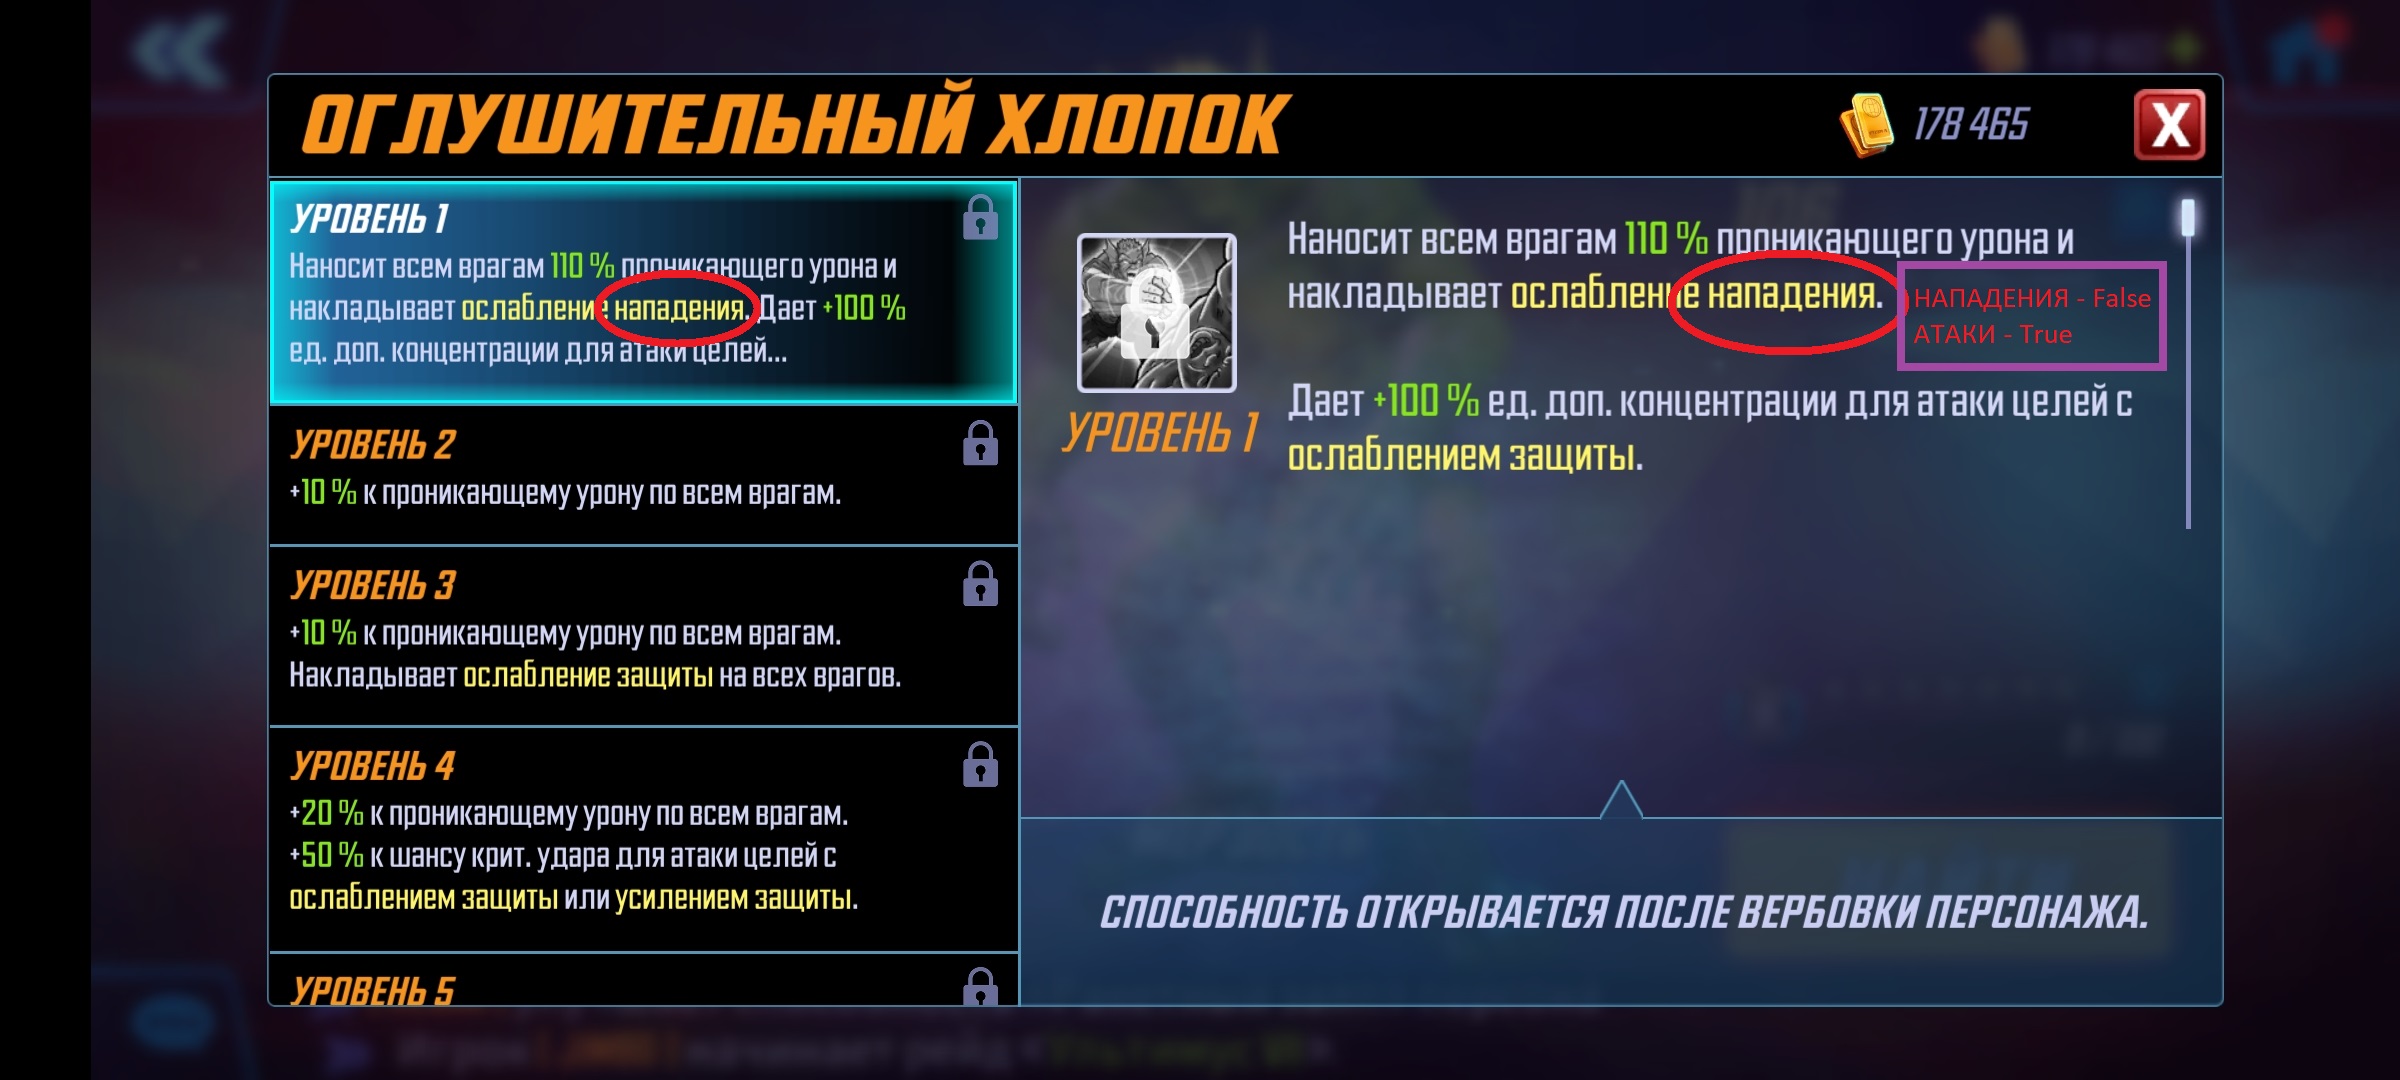 ОГЛУШИТЕЛЬНЫЙ ХЛОПОК
178 465
X
УРОВЕНЬ 1
Наносит всем врагам 110 % проникающего урона и
накладывает ослабление нападения. Дает +100 %
ед. доп. концентрации для атаки целей...
УРОВЕНЬ 2
+10 % к проникающему урону по всем врагам.
УРОВЕНЬ 3
+10 % к проникающему урону по всем врагам.
Накладывает ослабление защиты на всех врагов.
УРОВЕНЬ 4
+20 % к проникающему урону по всем врагам.
+50 % к шансу крит. удара для атаки целей с
ослаблением защиты или усилением защиты.
УРОВЕНЬ 5
УРОВЕНЬ 1
Наносит всем врагам 110 % проникающего урона и
накладывает ослабление нападения.
НАПАДЕНИЯ - False
АТАКИ - True
Дает +100 % ед. доп. концентрации для атаки целей с
ослаблением защиты.
СПОСОБНОСТЬ ОТКРЫВАЕТСЯ ПОСЛЕ ВЕРБОВКИ ПЕРСОНАЖА.
Игрок начинает рейд